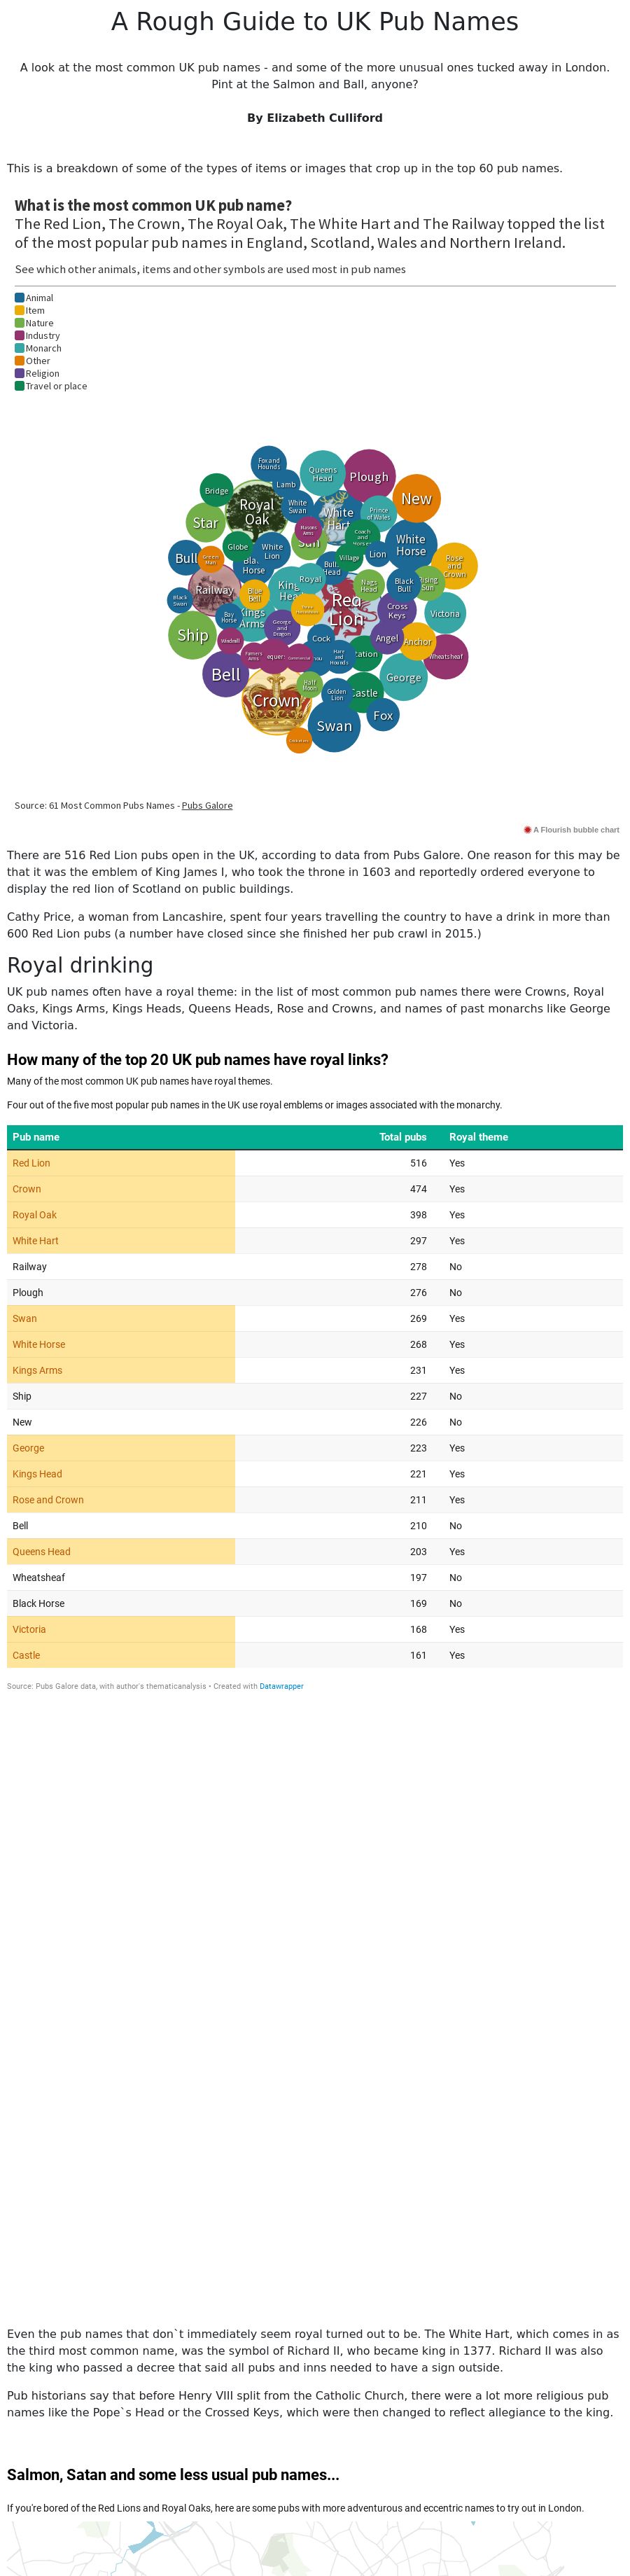 A Rough Guide to UK Pub Names
A look at the most common UK pub names - and some of the more unusual ones tucked away in London.
Pint at the Salmon and Ball, anyone?
By Elizabeth Culliford
This is a breakdown of some of the types of items or images that crop up in the top 60 pub names.
What is the most common UK pub name?
The Red Lion, The Crown, The Royal Oak, The White Hart and The Railway topped the list
of the most popular pub names in England, Scotland, Wales and Northern Ireland.
See which other animals, items and other symbols are used most in pub names
Animal
Item
Nature
Industry
Monarch
Other
Religion
Travel or place
Fox and
Hounds
Queens
Head
Plough
Lamb
Bridge
New
Royal
Oak
White
Swan
White
Hart
Prince
of Wales
Star
Masons
Arms
Coach
and
Horses
White
Horse
Sun
Globe
White
Lion
Village
Lion
Bull
Green
Man
Black
Horse
Bulls
Head
Rose
and
Crown
Royal
Nags
Head
Black
Bull
Rising
Sun
Railway
Blue
Bell
Kings
Head
Red
Lion
Black
Swan
Cross
Keys
Victoria
Bay
Horse
Kings
Arms
George
and
Dragon
Ship
Windmill
Cock
Angel
Anchor
Farmers
Arms
Commercial
Hare
and
Hounds
Station
Wheatsheaf
Bell
George
Half
Moon
Crown
Golden
Lion
Castle
Swan
Fox
Cricketers
Source: 61 Most Common Pubs Names - Pubs Galore
A Flourish bubble chart
There are 516 Red Lion pubs open in the UK, according to data from Pubs Galore. One reason for this may be
that it was the emblem of King James I, who took the throne in 1603 and reportedly ordered everyone to
display the red lion of Scotland on public buildings.
Cathy Price, a woman from Lancashire, spent four years travelling the country to have a drink in more than
600 Red Lion pubs (a number have closed since she finished her pub crawl in 2015.)
Royal drinking
UK pub names often have a royal theme: in the list of most common pub names there were Crowns, Royal
Oaks, Kings Arms, Kings Heads, Queens Heads, Rose and Crowns, and names of past monarchs like George
and Victoria.
How many of the top 20 UK pub names have royal links?
Many of the most common UK pub names have royal themes.
Four out of the five most popular pub names in the UK use royal emblems or images associated with the monarchy.
Pub name Total pubs Royal theme
Red Lion 516 Yes
Crown 474 Yes
Royal Oak 398 Yes
White Hart 297 Yes
Railway 278 No
Plough 276 No
Swan 269 Yes
White Horse 268 Yes
Kings Arms 231 Yes
Ship 227 No
New 226 No
George 223 Yes
Kings Head 221 Yes
Rose and Crown 211 Yes
Bell 210 No
Queens Head 203 Yes
Wheatsheaf 197 No
Black Horse 169 No
Victoria 168 Yes
Castle 161 Yes
Source: Pubs Galore data, with author's thematicanalysis • Created with Datawrapper
Even the pub names that don`t immediately seem royal turned out to be. The White Hart, which comes in as
the third most common name, was the symbol of Richard II, who became king in 1377. Richard II was also
the king who passed a decree that said all pubs and inns needed to have a sign outside.
Pub historians say that before Henry VIII split from the Catholic Church, there were a lot more religious pub
names like the Pope`s Head or the Crossed Keys, which were then changed to reflect allegiance to the king.
Salmon, Satan and some less usual pub names...
If you're bored of the Red Lions and Royal Oaks, here are some pubs with more adventurous and eccentric names to try out in London.